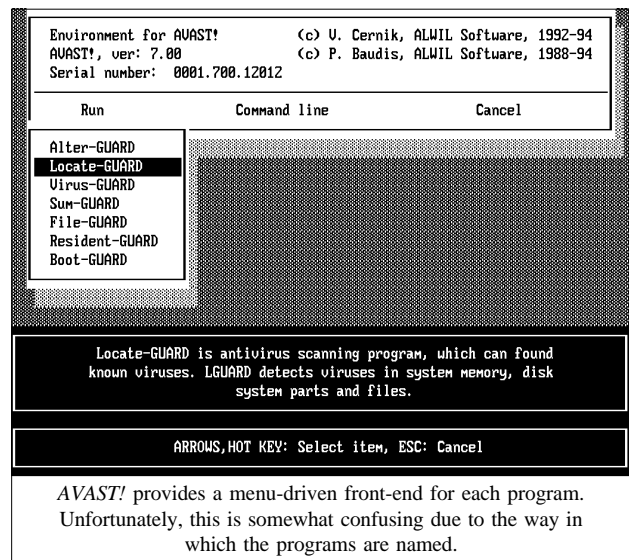 Environment for AVAST! (c) V. Cernik, ALWIL Software, 1992-94
AVAST!, ver: 7.00 (c) P. Baudis, ALWIL Software, 1988-94
Serial number: 0001.700.12012
Run Command line Cancel
Alter-GUARD
Locate-GUARD
Virus-GUARD
Sum-GUARD
File-GUARD
Resident-GUARD
Boot-GUARD
Locate-GUARD is antivirus scanning program, which can found
known viruses. LGUARD detects viruses in system memory, disk
system parts and files.
ARROWS,HOT KEY: Select item, ESC: Cancel
AVAST! provides a menu-driven front-end for each program.
Unfortunately, this is somewhat confusing due to the way in
which the programs are named.